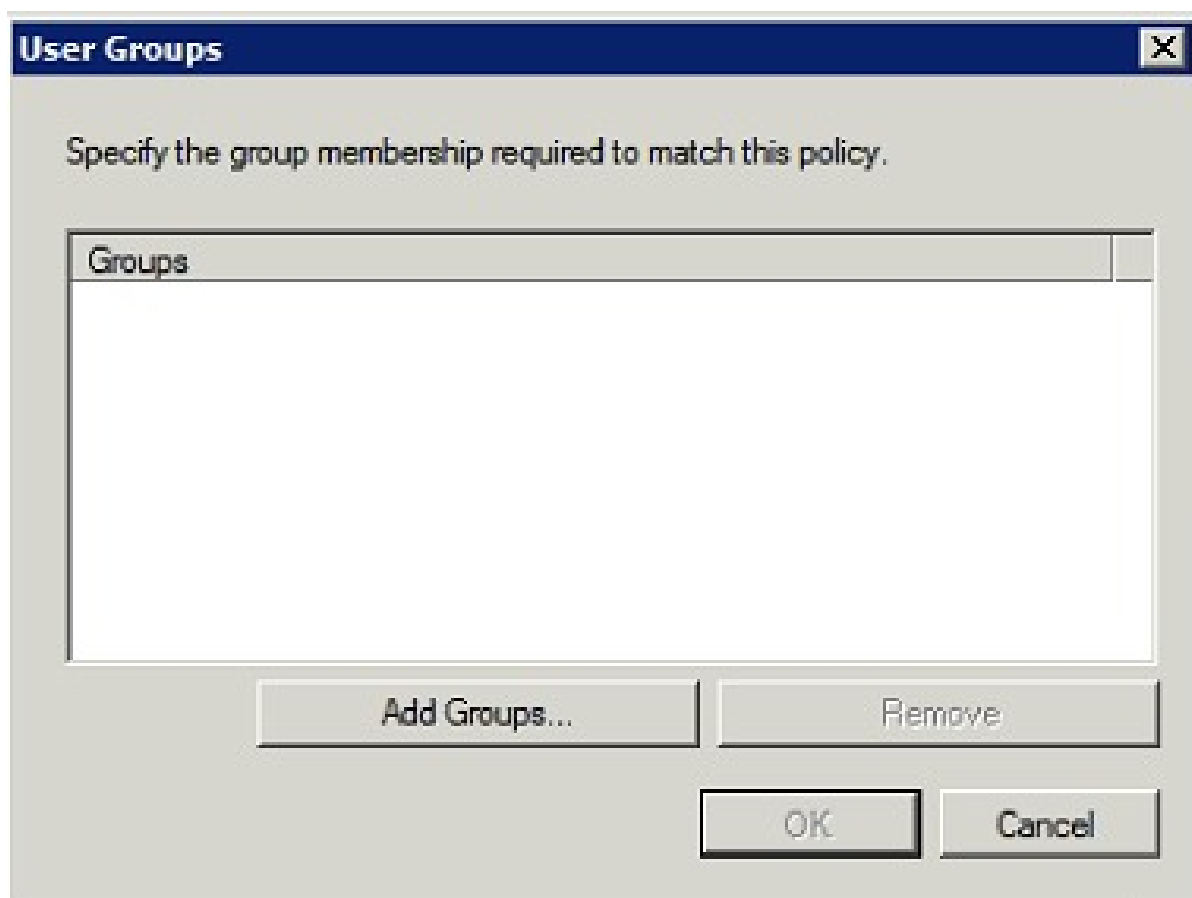 User Groups
Specify the group membership required to match this policy.
Groups
Add Groups...
Remove
OK
Cancel